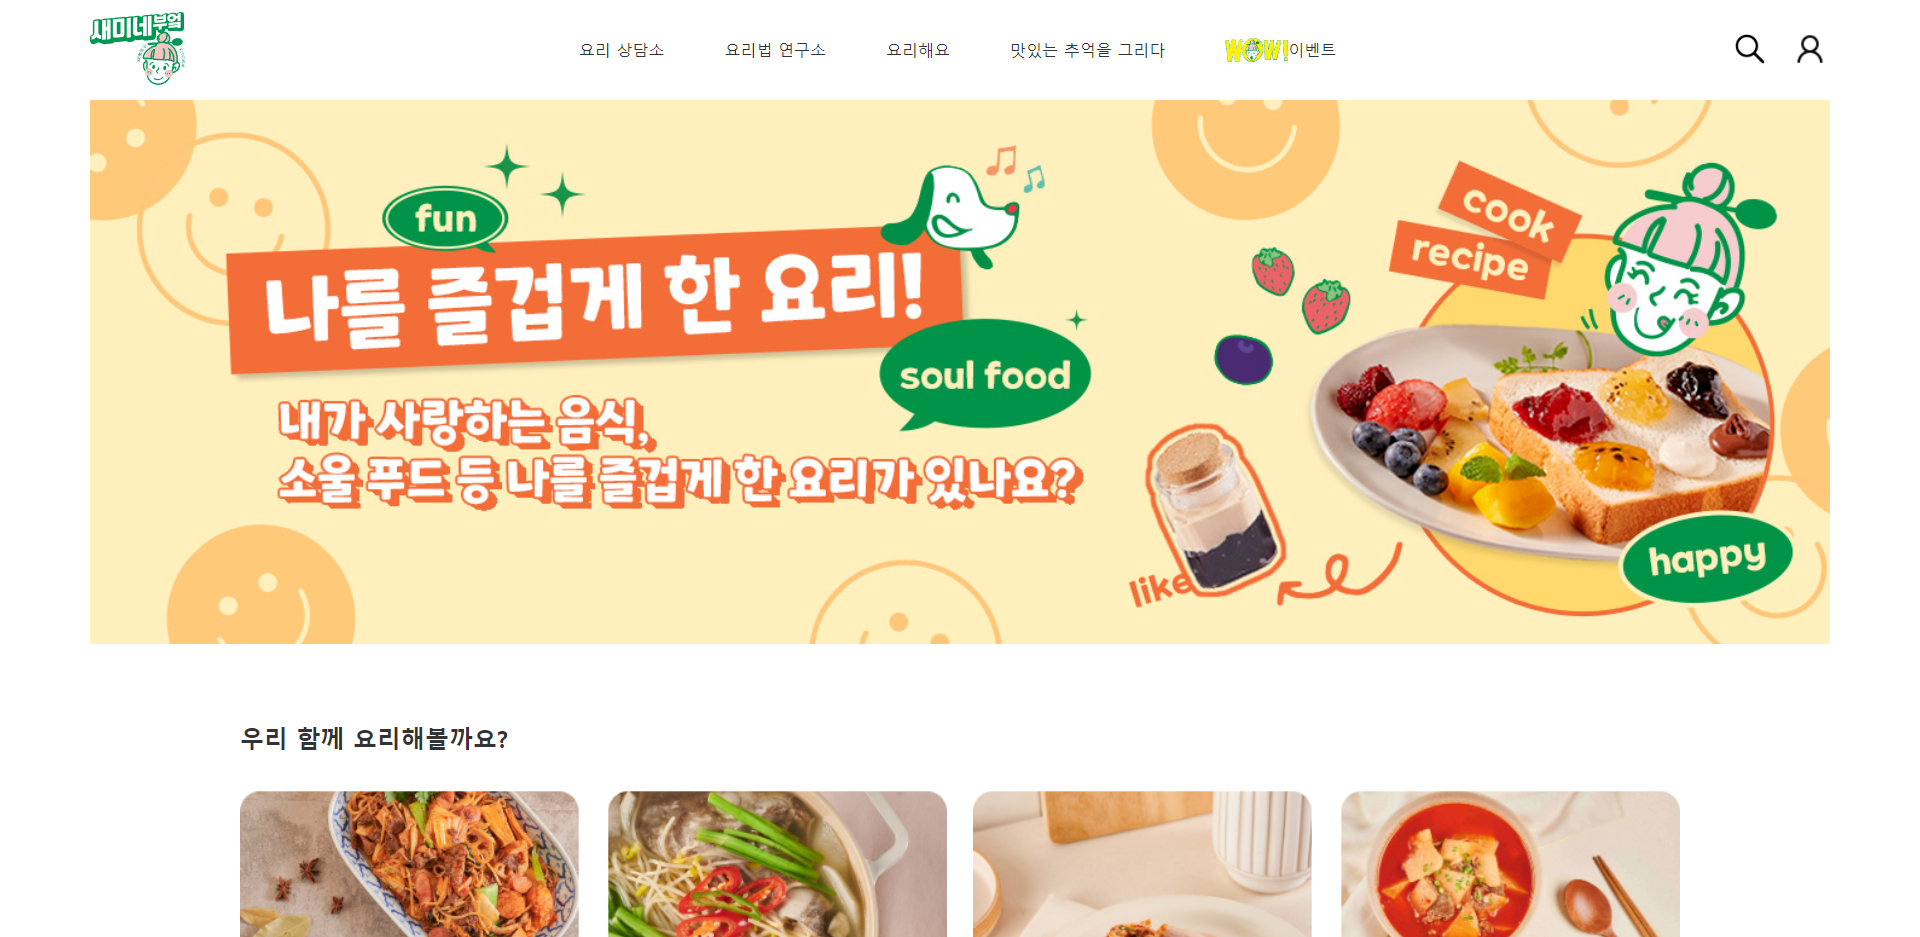 새미네부엌
요리 상담소
요리법 연구소
요리해요
맛있는 추억을 그리다
WOW!이벤트
fun
나를 즐겁게 한 요리!
soul food
내가 사랑하는 음식,
소울 푸드 등 나를 즐겁게 한 요리가 있나요?
cook
recipe
like
happy
우리 함께 요리해볼까요?